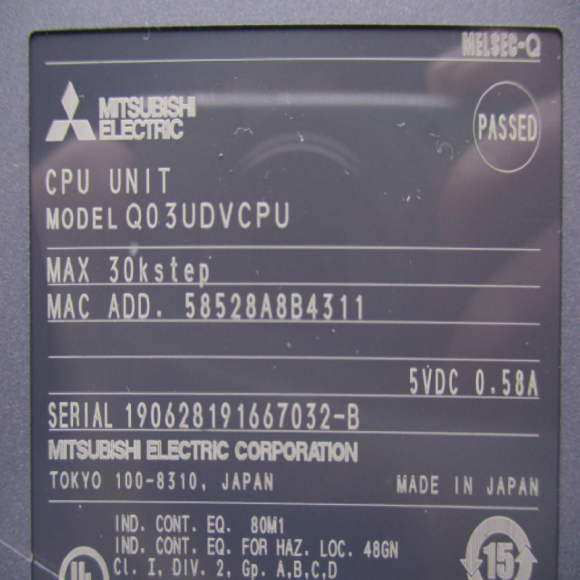 MELSEC-Q
MITSUBISHI
ELECTRIC
PASSED
CPU UNIT
MODEL Q03UDVCPU
MAX 30kstep
MAC ADD. 58528A8B4311
5VDC 0.58A
SERIAL 190628191667032-B
MITSUBISHI ELECTRIC CORPORATION
TOKYO 100-8310, JAPAN MADE IN JAPAN
IND. CONT. EQ. 80M1
IND. CONT. EQ. FOR HAZ. LOC. 48GN
Cl. I, DIV. 2, Gp. A,B,C,D
UL
15